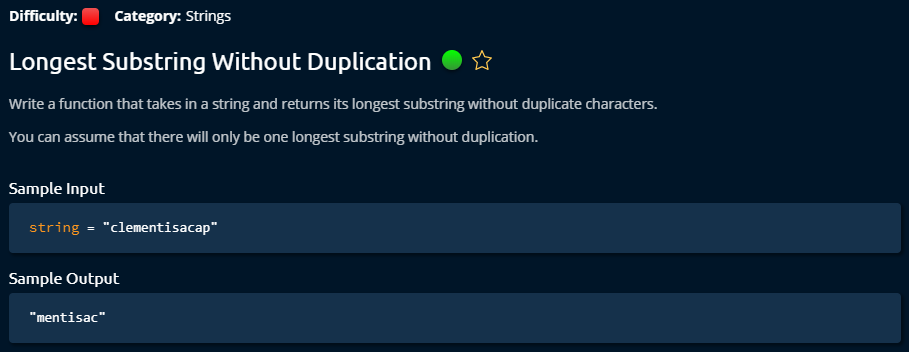 Difficulty: Category: Strings
Longest Substring Without Duplication
Write a function that takes in a string and returns its longest substring without duplicate characters.
You can assume that there will only be one longest substring without duplication.
Sample Input
string = "clementisacap"
Sample Output
"mentisac"